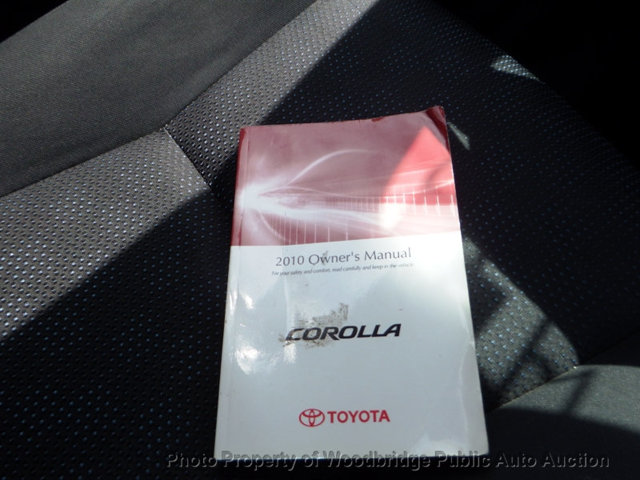 2010 Owner's Manual
For your safety and comfort, read carefully and keep in the vehicle.
COROLLA
TOYOTA
Photo Property of Woodbridge Public Auto Auction